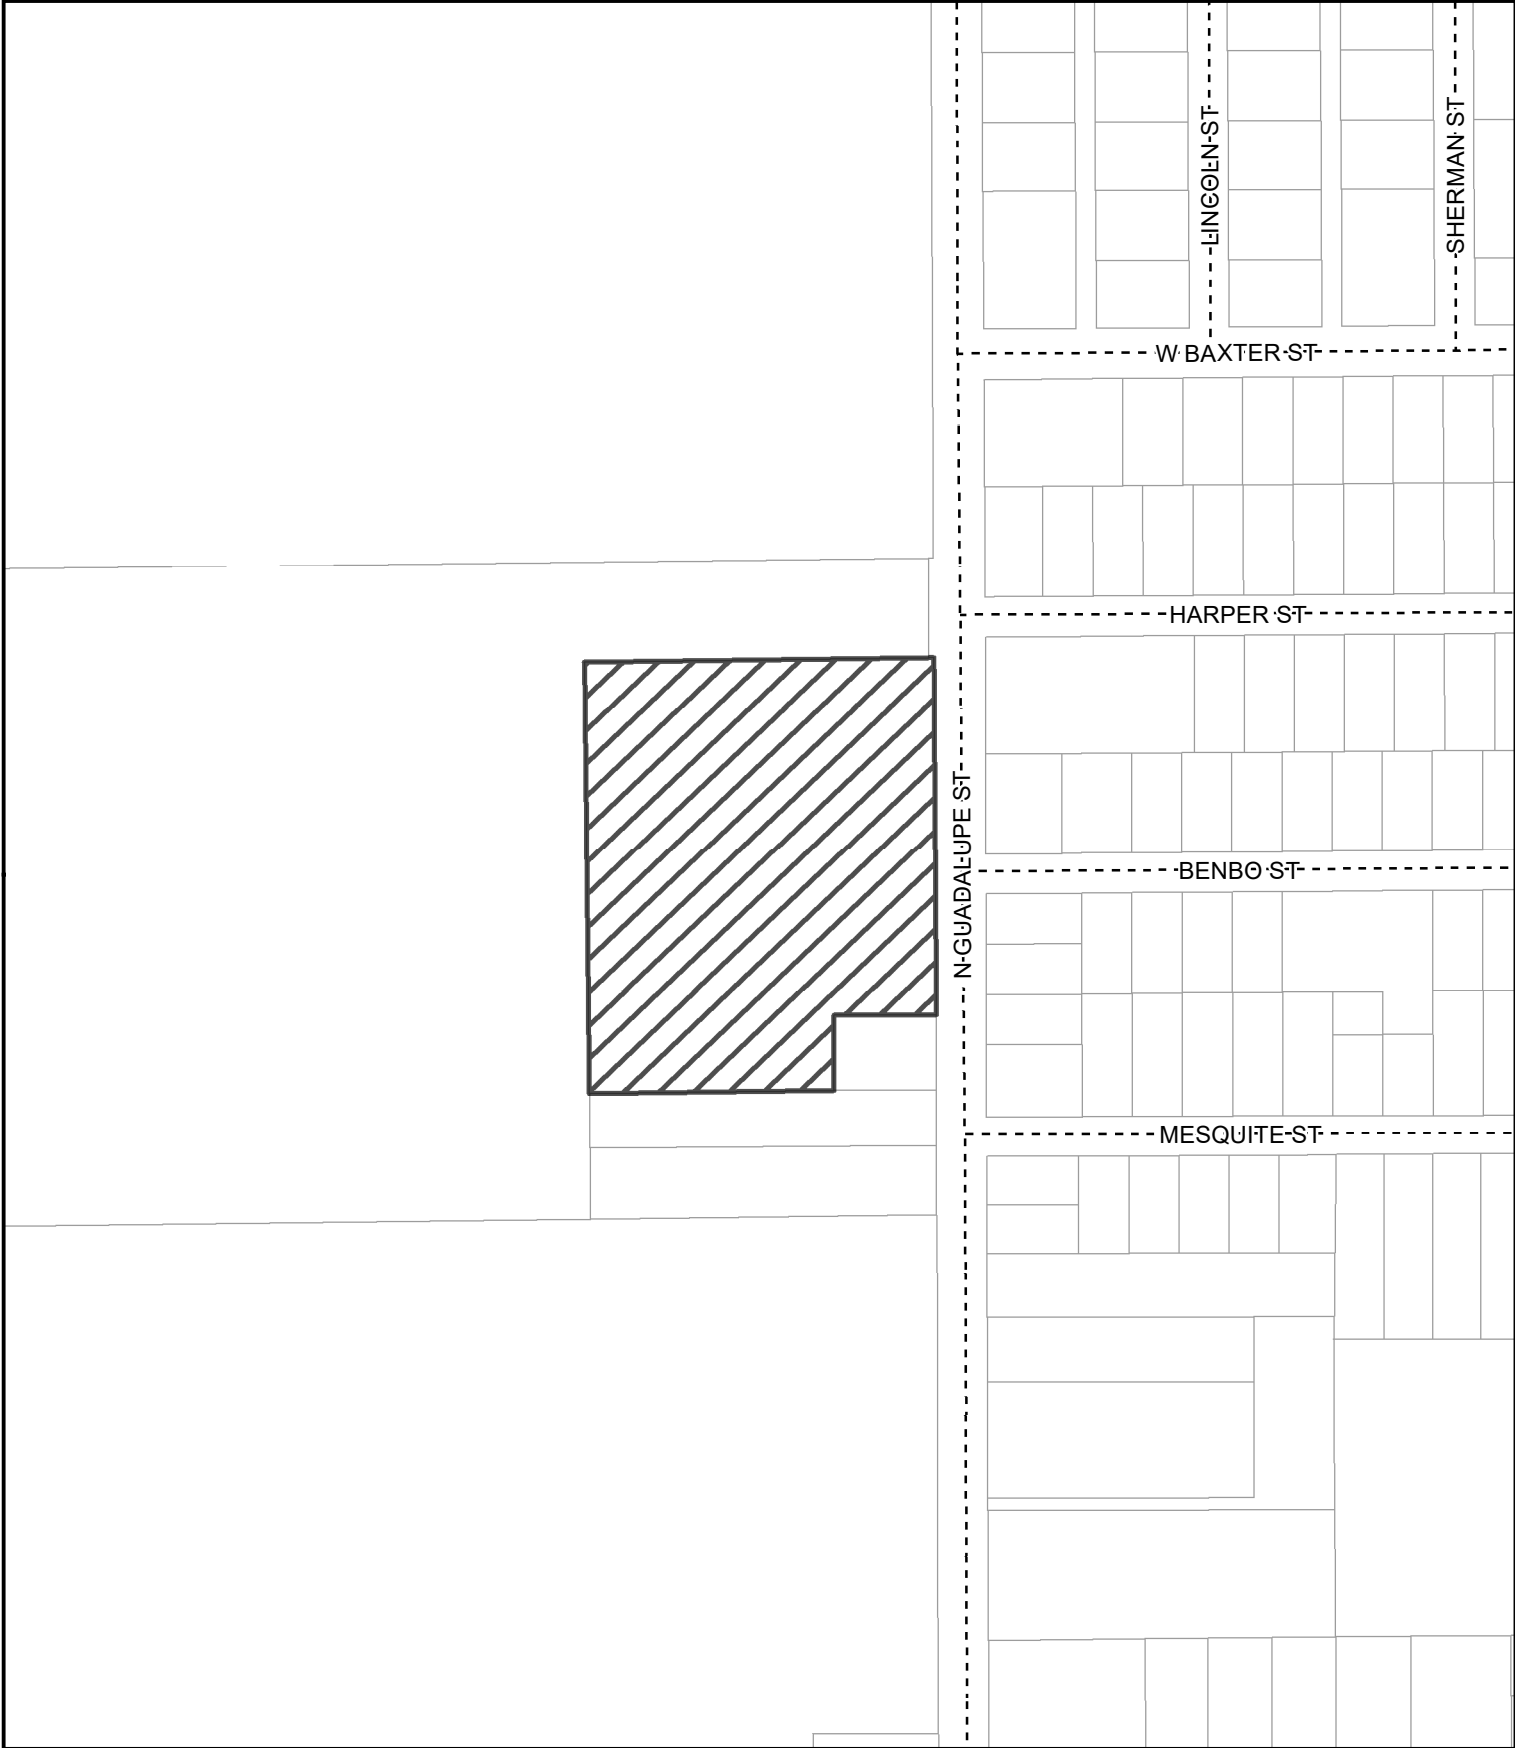 LINCOLN ST
SHERMAN ST
W BAXTER ST
HARPER ST
N GUADALUPE ST
BENBO ST
MESQUITE ST